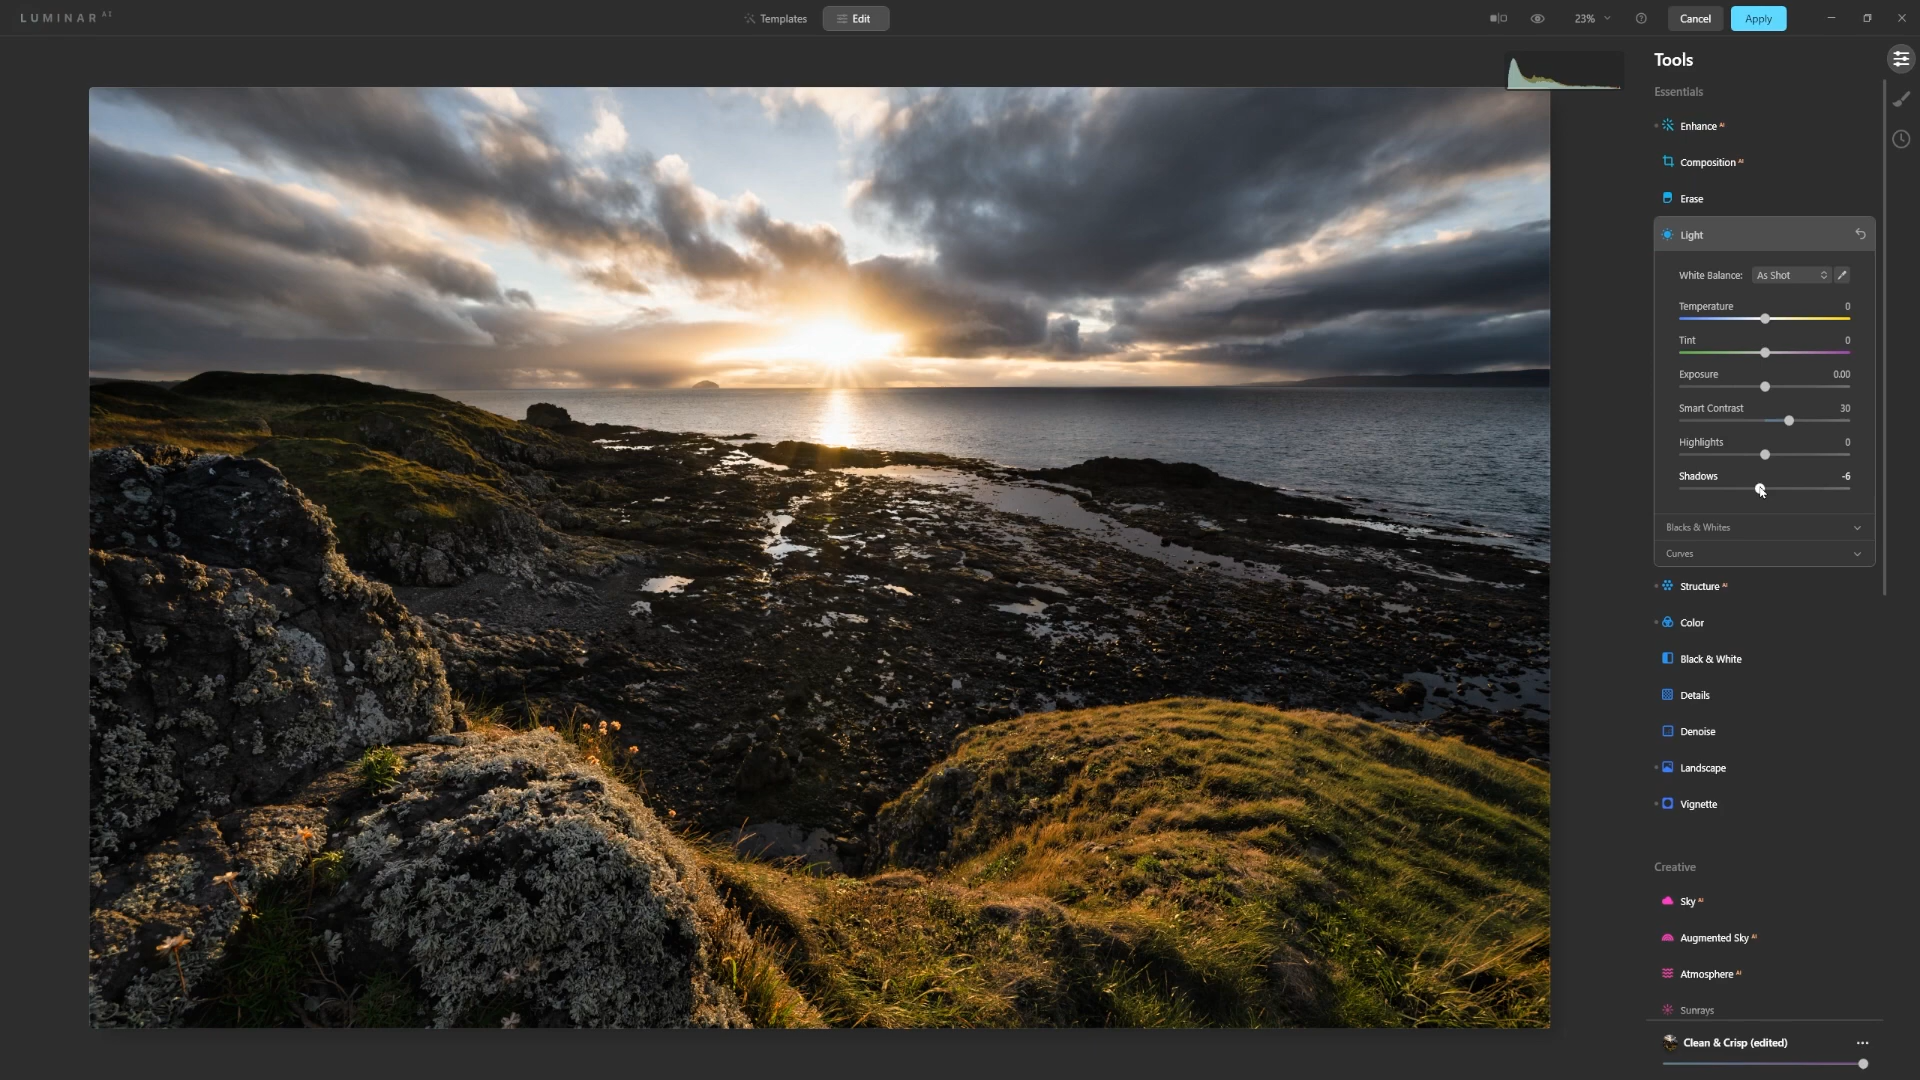 LUMINAR AI
Templates
Edit
23%
Cancel
Apply
Tools
Essentials
Enhance AI
Composition AI
Erase
Light
White Balance: As Shot
Temperature 0
Tint 0
Exposure 0.00
Smart Contrast 30
Highlights 0
Shadows -6
Blacks & Whites
Curves
Structure AI
Color
Black & White
Details
Denoise
Landscape
Vignette
Creative
Sky AI
Augmented Sky AI
Atmosphere AI
Sunrays
Clean & Crisp (edited)